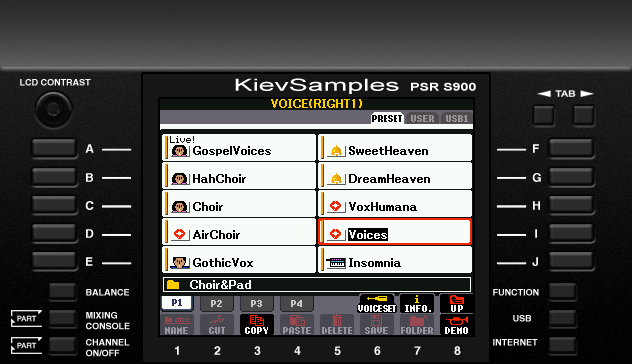 KievSamples PSR S900
LCD CONTRAST
TAB
VOICE(RIGHT1)
PRESET USER USB1
Live!
GospelVoices
SweetHeaven
HahChoir
DreamHeaven
Choir
VoxHumana
AirChoir
Voices
GothicVox
Insomnia
Choir&Pad
P1 P2 P3 P4
VOICESET INFO. UP
NAME CUT COPY PASTE DELETE SAVE FOLDER DEMO
1 2 3 4 5 6 7 8
A
B
C
D
E
F
G
H
I
J
BALANCE
PART MIXING
CONSOLE
PART CHANNEL
ON/OFF
FUNCTION
USB
INTERNET